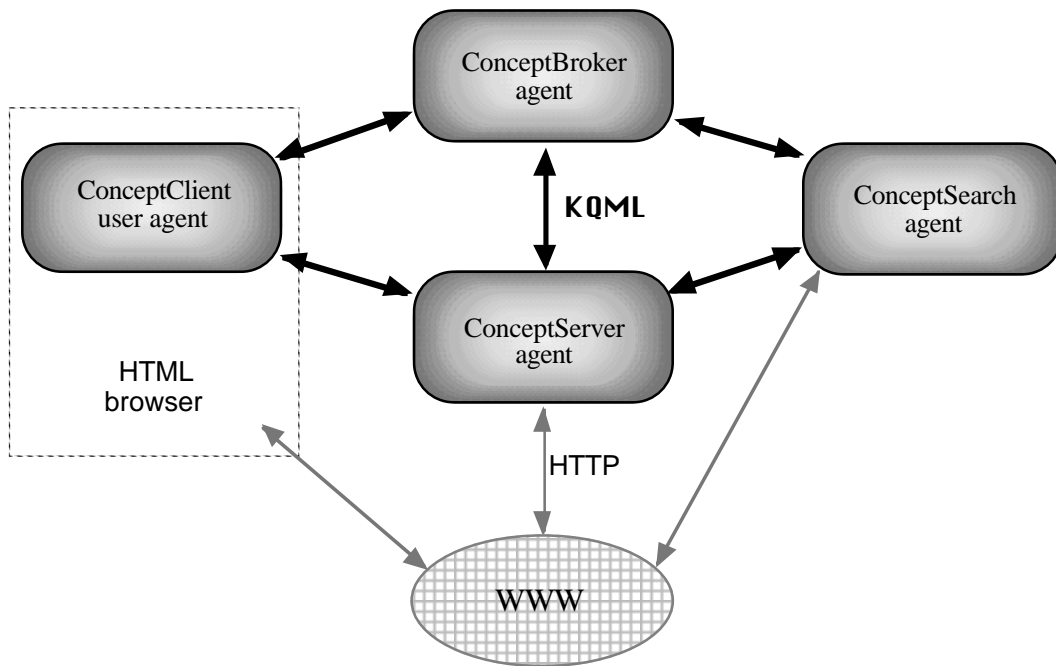 ConceptBroker
agent
ConceptClient
user agent
KQML
ConceptSearch
agent
ConceptServer
agent
HTML
browser
HTTP
WWW